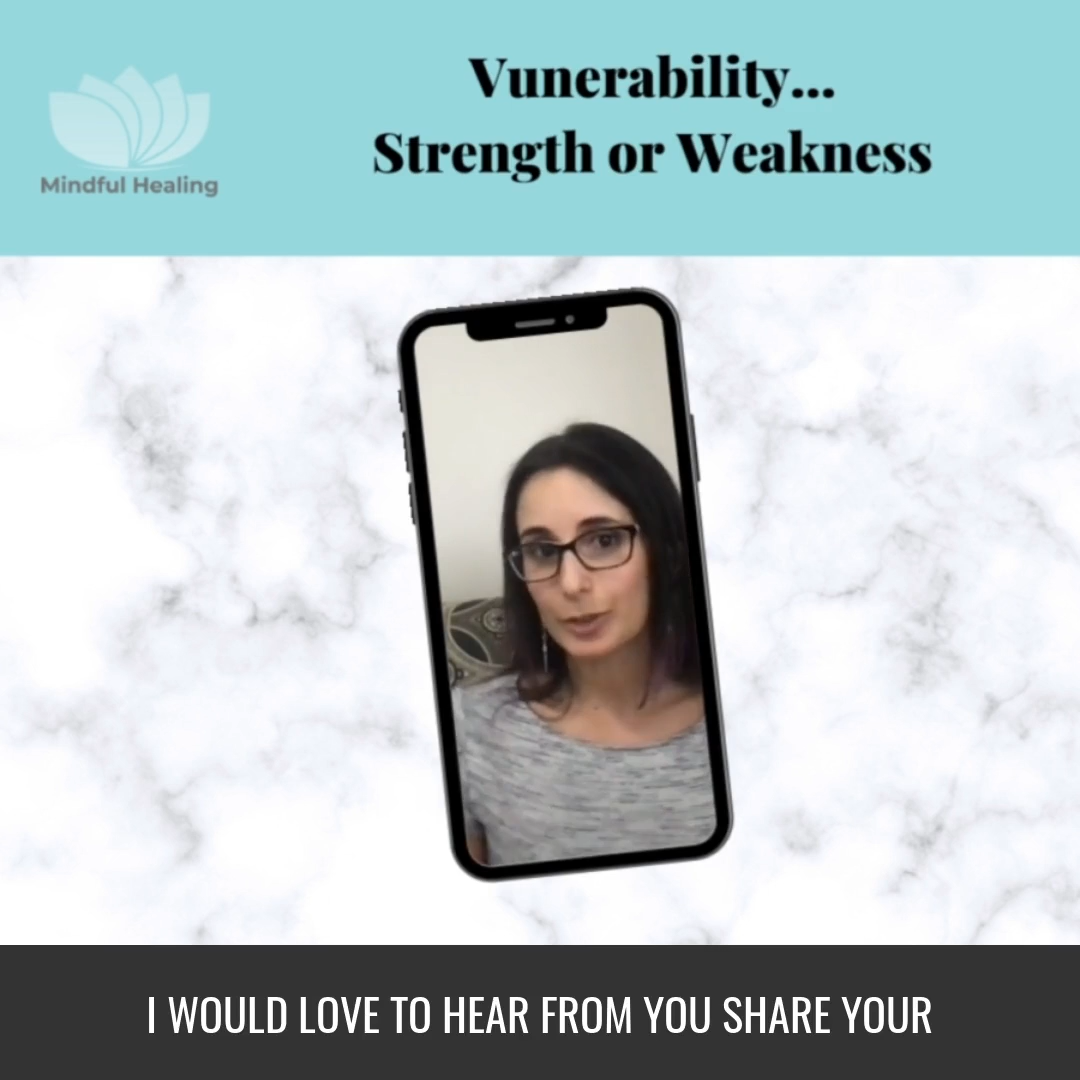 Vunerability...
Strength or Weakness
Mindful Healing
I WOULD LOVE TO HEAR FROM YOU SHARE YOUR